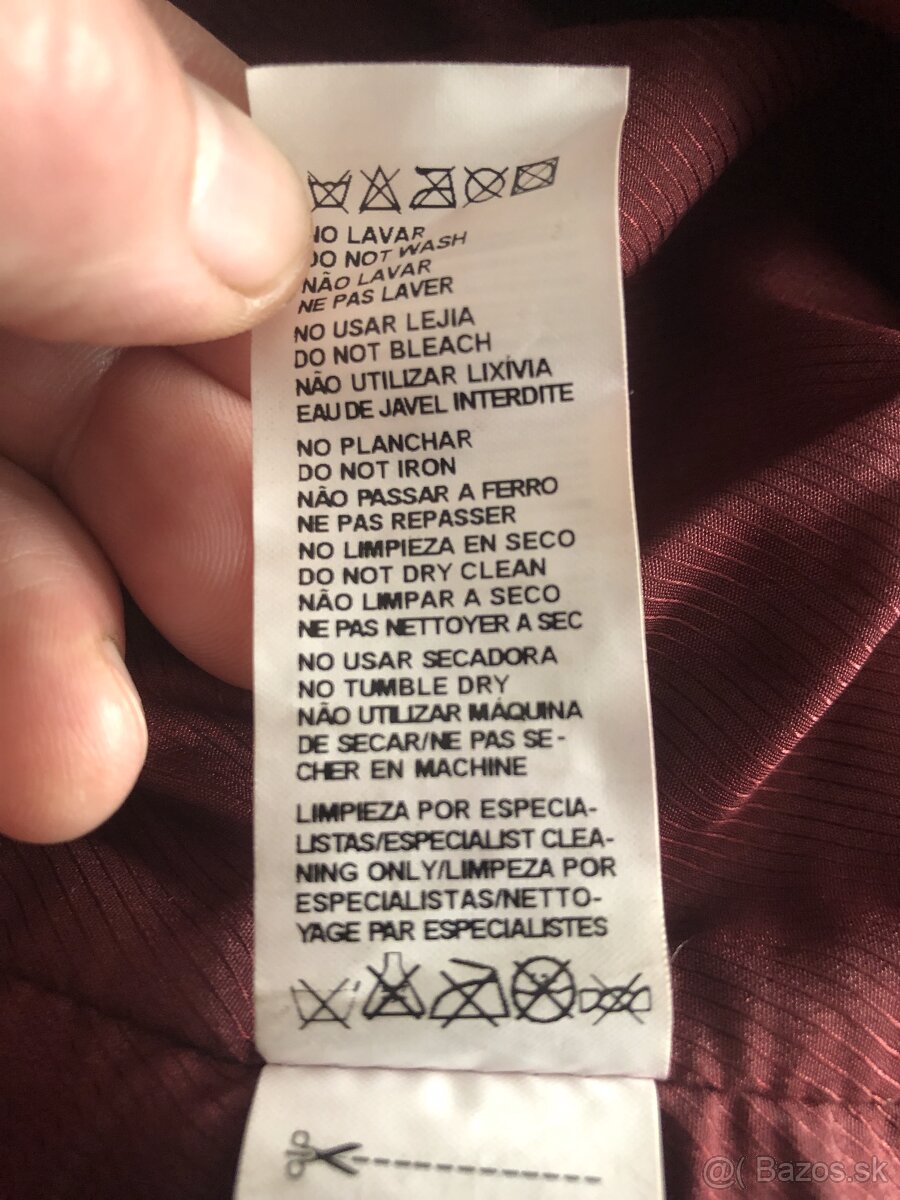 NO LAVAR
DO NOT WASH
NÃO LAVAR
NE PAS LAVER
NO USAR LEJIA
DO NOT BLEACH
NÃO UTILIZAR LIXÍVIA
EAU DE JAVEL INTERDITE
NO PLANCHAR
DO NOT IRON
NÃO PASSAR A FERRO
NE PAS REPASSER
NO LIMPIEZA EN SECO
DO NOT DRY CLEAN
NÃO LIMPAR A SECO
NE PAS NETTOYER A SEC
NO USAR SECADORA
NO TUMBLE DRY
NÃO UTILIZAR MÁQUINA
DE SECAR/NE PAS SE-
CHER EN MACHINE
LIMPIEZA POR ESPECIA-
LISTAS/ESPECIALIST CLEA-
NING ONLY/LIMPEZA POR
ESPECIALISTAS/NETTO-
YAGE PAR ESPECIALISTES
@( Bazos.sk